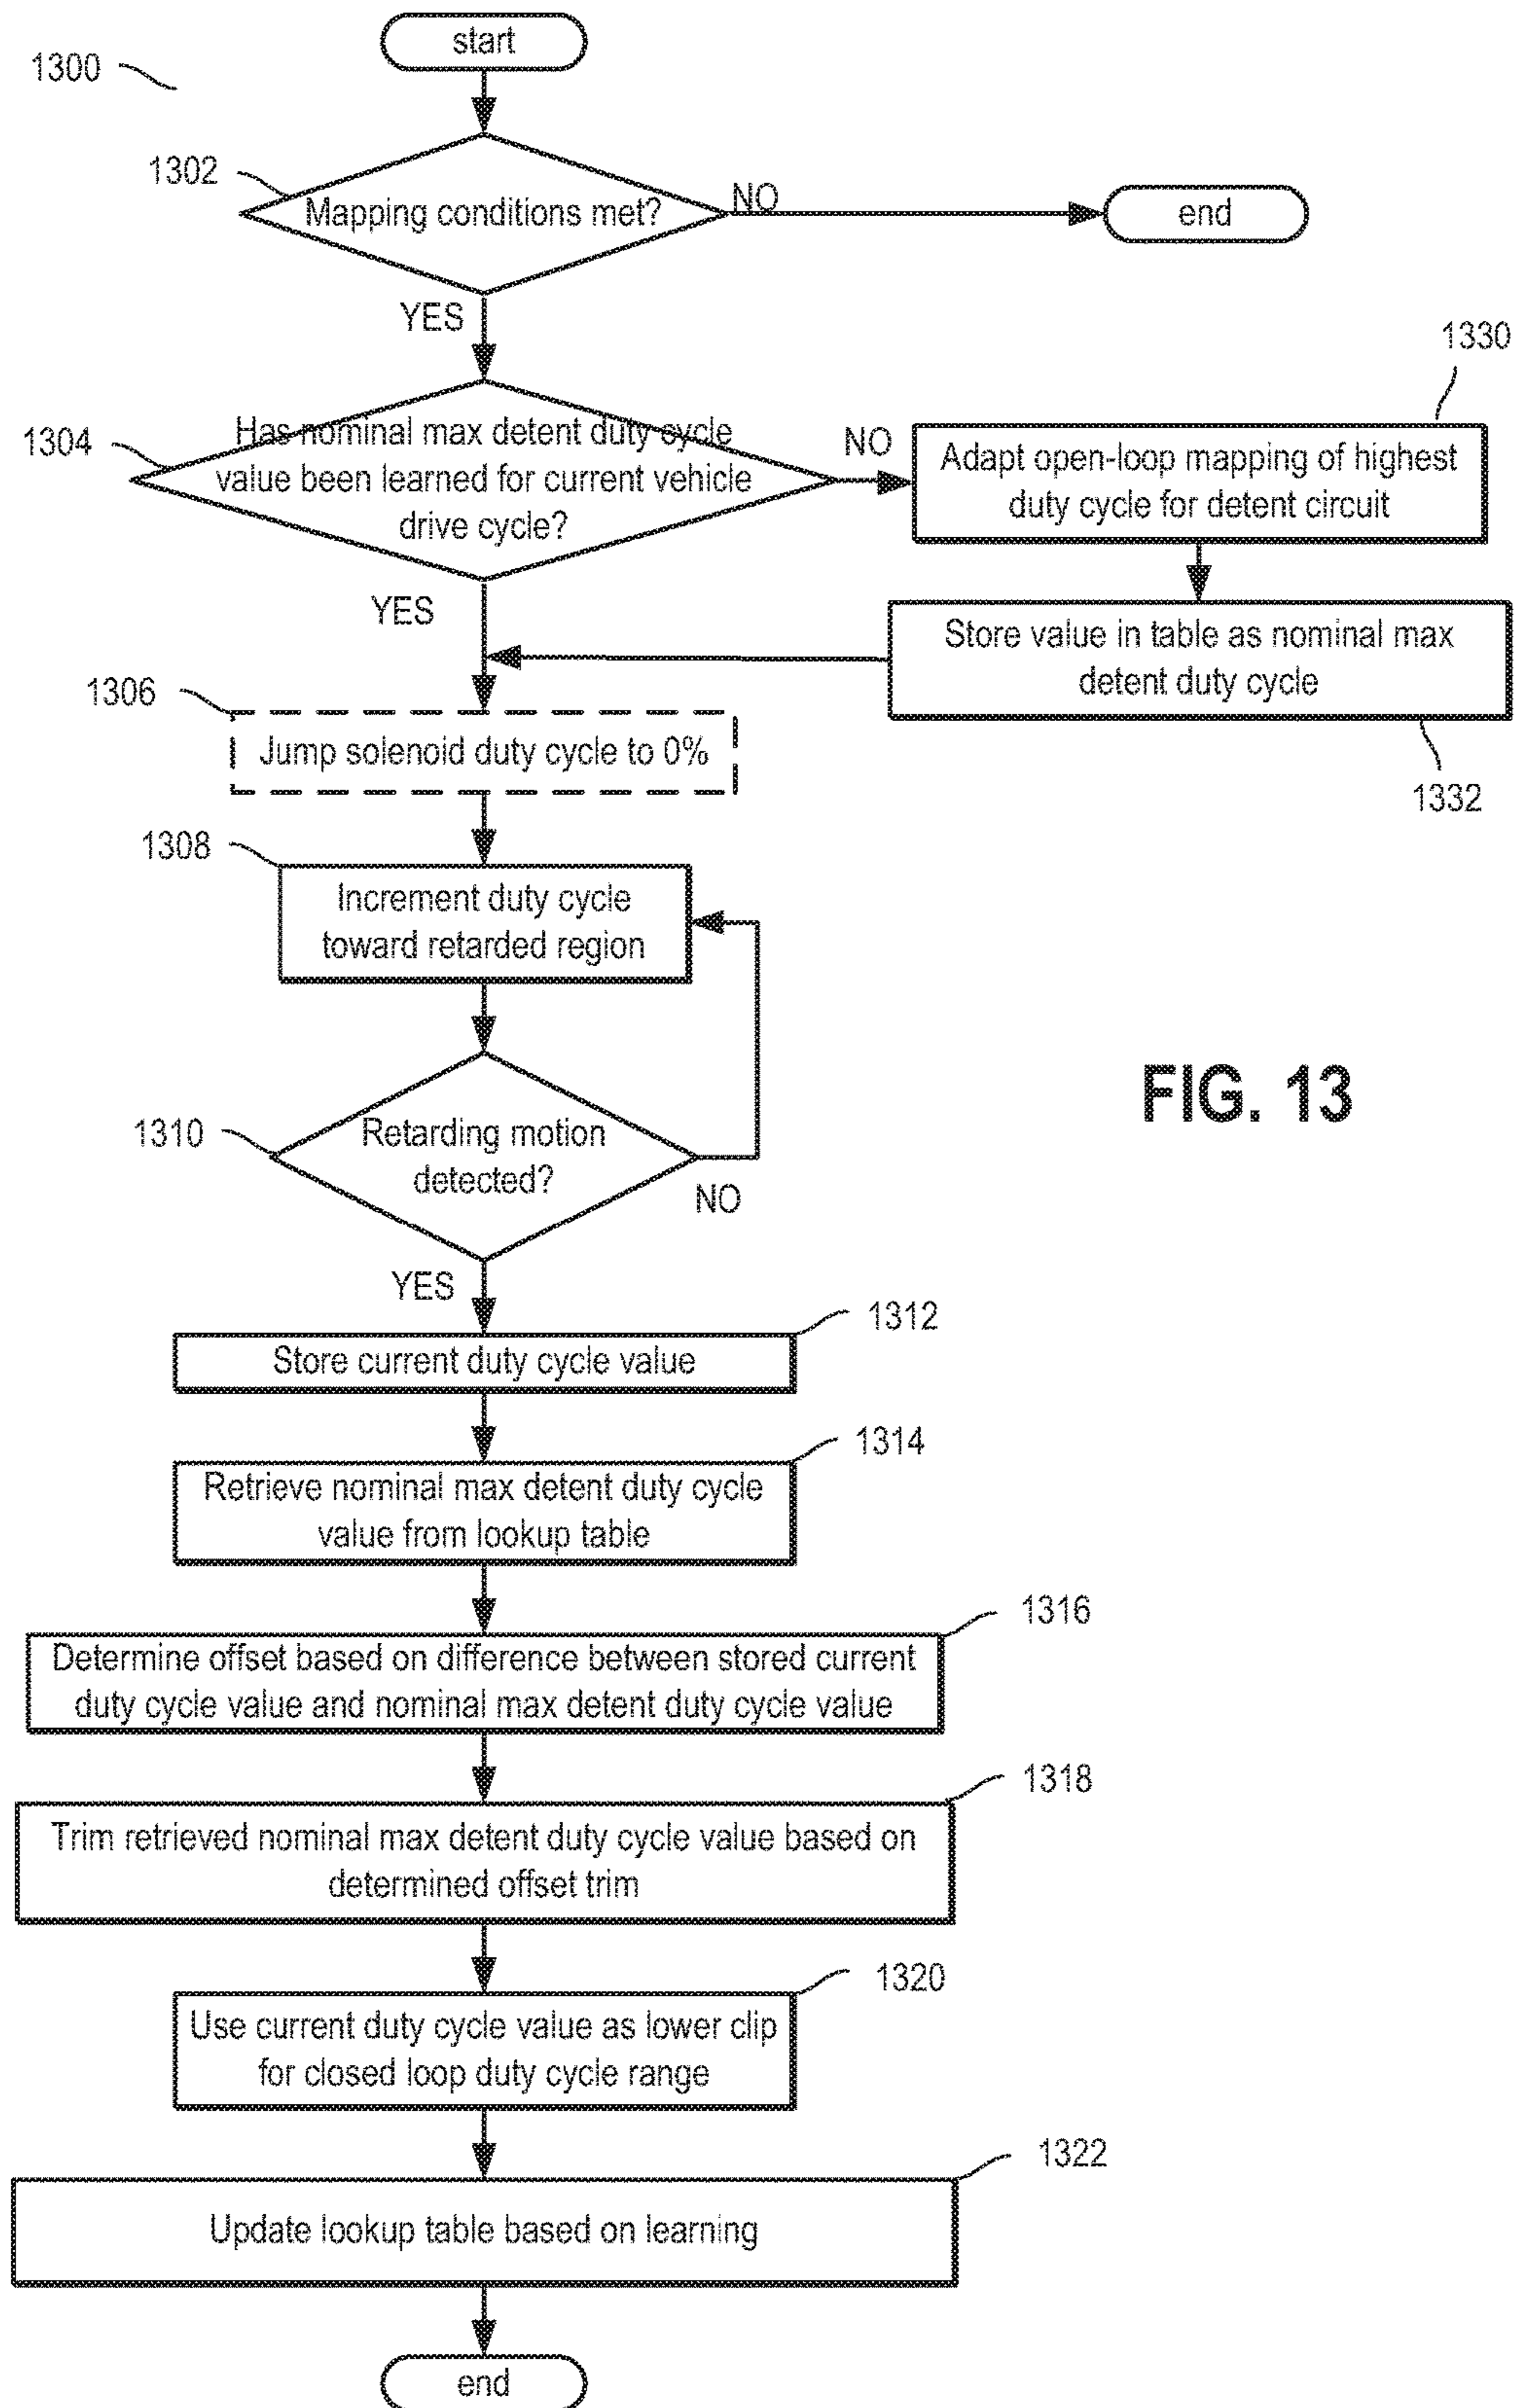 start
1300
1302
Mapping conditions met?
NO
end
YES
1330
1304
Has nominal max detent duty cycle
value been learned for current vehicle
drive cycle?
NO
Adapt open-loop mapping of highest
duty cycle for detent circuit
YES
Store value in table as nominal max
detent duty cycle
1332
1306
Jump solenoid duty cycle to 0%
1308
Increment duty cycle
toward retarded region
FIG. 13
1310
Retarding motion
detected?
NO
YES
1312
Store current duty cycle value
1314
Retrieve nominal max detent duty cycle
value from lookup table
1316
Determine offset based on difference between stored current
duty cycle value and nominal max detent duty cycle value
1318
Trim retrieved nominal max detent duty cycle value based on
determined offset trim
1320
Use current duty cycle value as lower clip
for closed loop duty cycle range
1322
Update lookup table based on learning
end